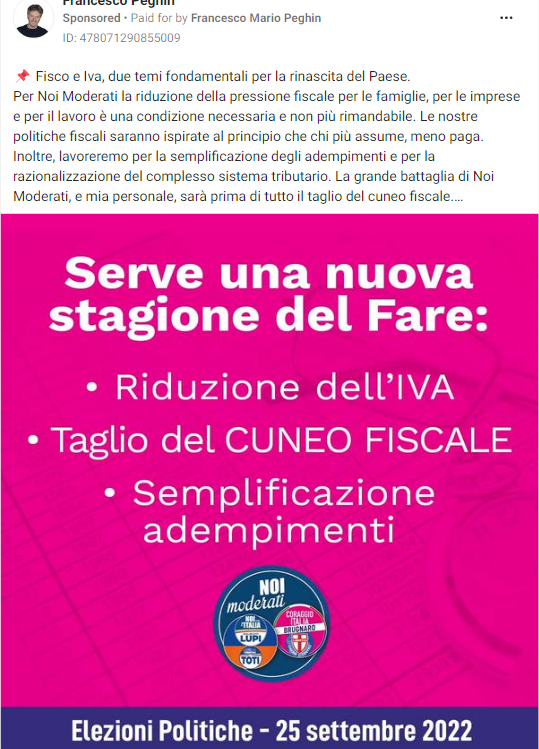 Francesco Peghin
Sponsored • Paid for by Francesco Mario Peghin
ID: 478071290855009
📌 Fisco e Iva, due temi fondamentali per la rinascita del Paese.
Per Noi Moderati la riduzione della pressione fiscale per le famiglie, per le imprese
e per il lavoro è una condizione necessaria e non più rimandabile. Le nostre
politiche fiscali saranno ispirate al principio che chi più assume, meno paga.
Inoltre, lavoreremo per la semplificazione degli adempimenti e per la
razionalizzazione del complesso sistema tributario. La grande battaglia di Noi
Moderati, e mia personale, sarà prima di tutto il taglio del cuneo fiscale....
Serve una nuova
stagione del Fare:
• Riduzione dell'IVA
• Taglio del CUNEO FISCALE
• Semplificazione
adempimenti
NOI
moderati
NOI
L'ITALIA
LUPI
TOTI
CORAGGIO
ITALIA
BRUGNARO
Elezioni Politiche - 25 settembre 2022